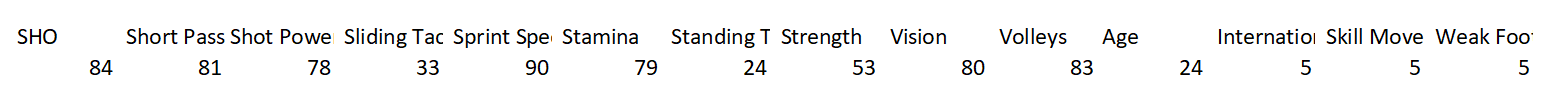 SHO Short Pass Shot Powe Sliding Tac Sprint Spe Stamina Standing T Strength Vision Volleys Age Internatio Skill Move Weak Foo
84 81 78 33 90 79 24 53 80 83 24 5 5 5